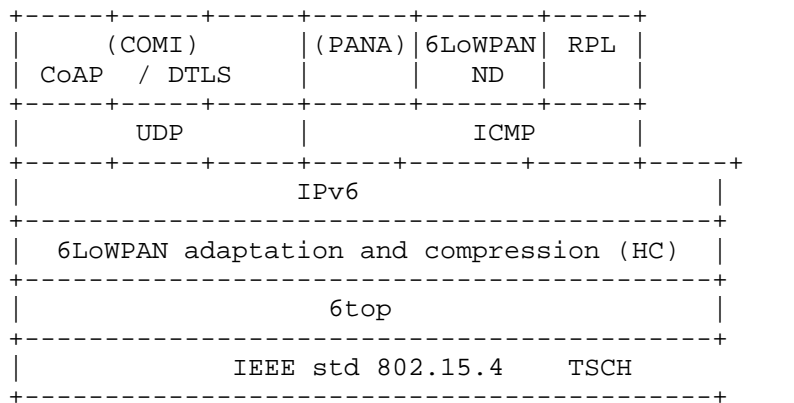 +-----+-----+-----+------+-------+-----+
|     (COMI)      |(PANA)|6LoWPAN| RPL |
| CoAP  / DTLS    |      |  ND   |     |
+-----+-----+-----+------+-------+-----+
|       UDP       |        ICMP        |
+-----+-----+-----+-----+-------+------+-----+
|                 IPv6                      |
+-------------------------------------------+
|  6LoWPAN adaptation and compression (HC)  |
+-------------------------------------------+
|                   6top                    |
+-------------------------------------------+
|             IEEE std 802.15.4    TSCH
+-------------------------------------------+